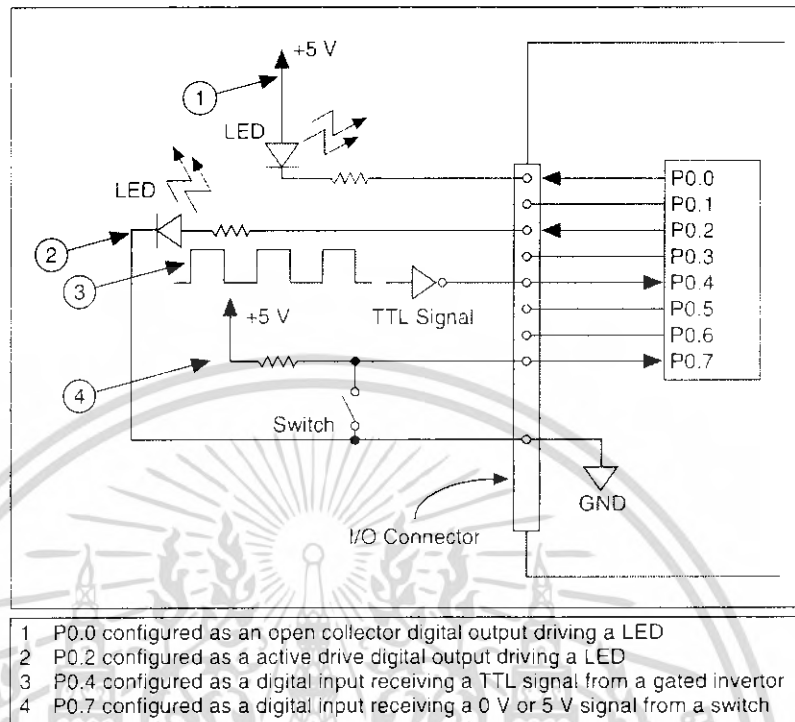 +5 V
1
LED
LED
P0.0
P0.1
2
P0.2
P0.3
3
TTL Signal
P0.4
P0.5
+5 V
P0.6
4
P0.7
Switch
GND
I/O Connector
1 P0.0 configured as an open collector digital output driving a LED
2 P0.2 configured as a active drive digital output driving a LED
3 P0.4 configured as a digital input receiving a TTL signal from a gated invertor
4 P0.7 configured as a digital input receiving a 0 V or 5 V signal from a switch